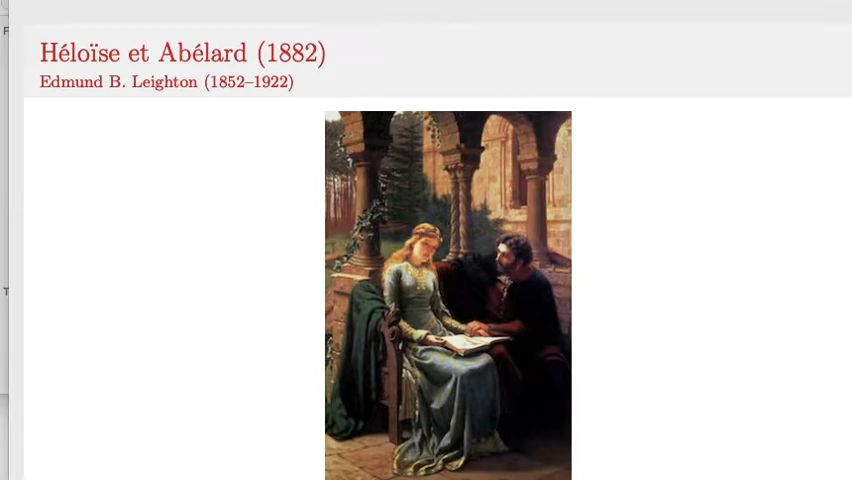 Héloïse et Abélard (1882)
Edmund B. Leighton (1852–1922)